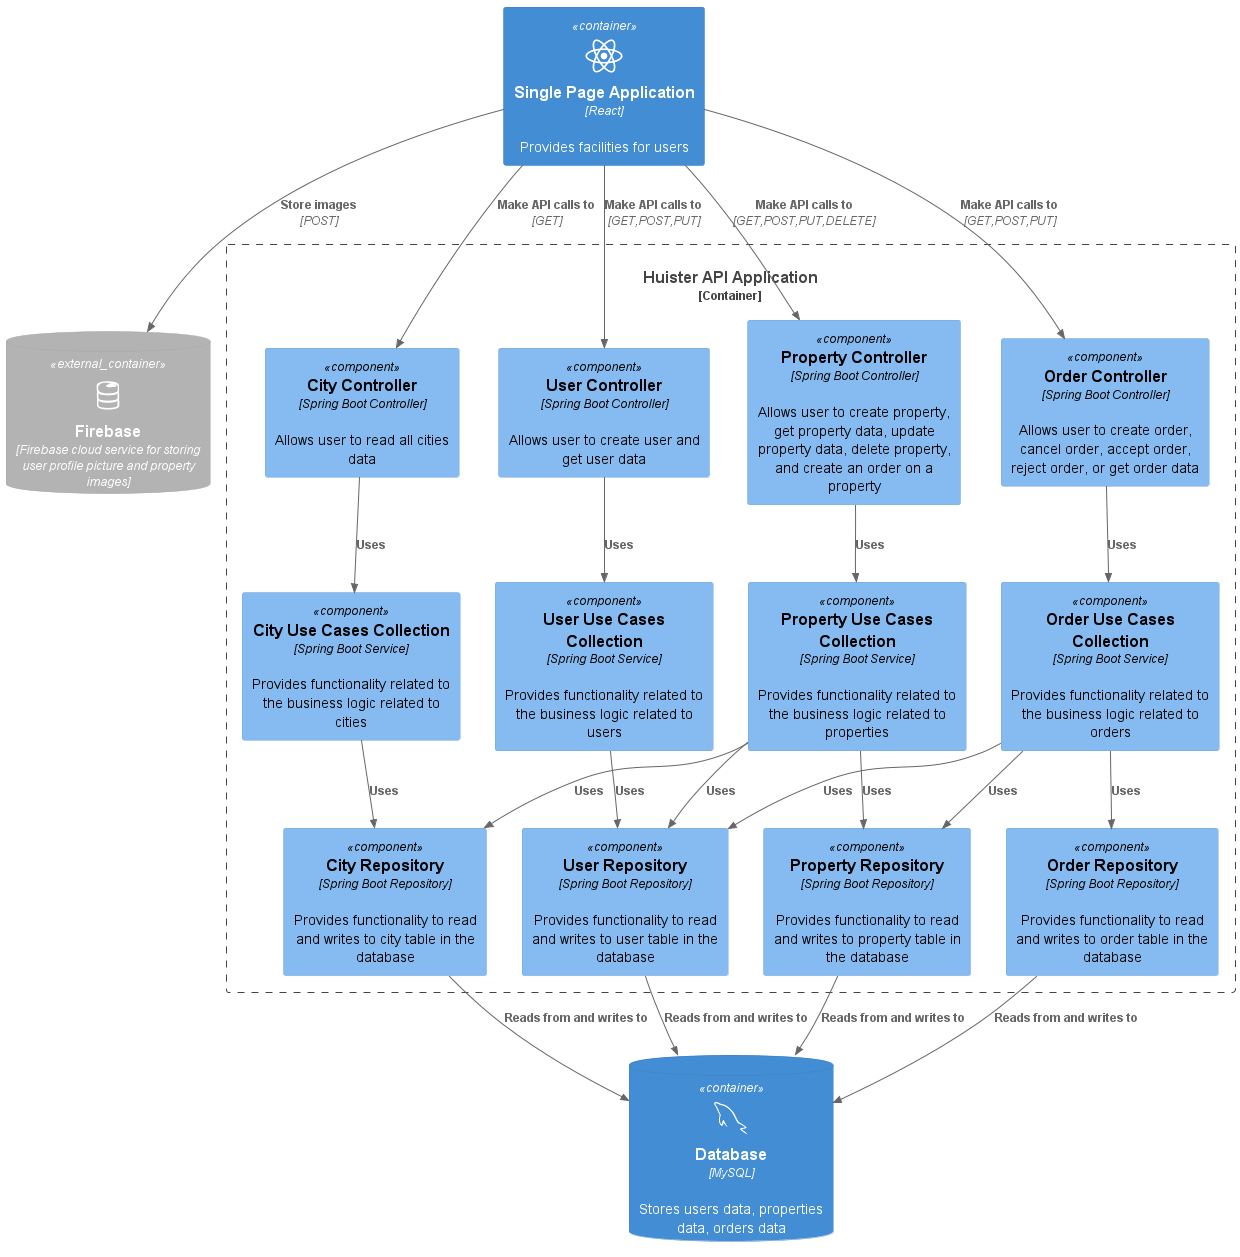 «container»
Single Page Application
[React]
Provides facilities for users
Store images
[POST]
Make API calls to
[GET]
Make API calls to
[GET,POST,PUT]
Make API calls to
[GET,POST,PUT,DELETE]
Make API calls to
[GET,POST,PUT]
Huister API Application
[Container]
«external_container»
Firebase
[Firebase cloud service for storing
user profile picture and property
images]
«component»
City Controller
[Spring Boot Controller]
Allows user to read all cities
data
«component»
User Controller
[Spring Boot Controller]
Allows user to create user and
get user data
«component»
Property Controller
[Spring Boot Controller]
Allows user to create property,
get property data, update
property data, delete property,
and create an order on a
property
«component»
Order Controller
[Spring Boot Controller]
Allows user to create order,
cancel order, accept order,
reject order, or get order data
Uses
Uses
Uses
Uses
«component»
City Use Cases Collection
[Spring Boot Service]
Provides functionality related to
the business logic related to
cities
«component»
User Use Cases
Collection
[Spring Boot Service]
Provides functionality related to
the business logic related to
users
«component»
Property Use Cases
Collection
[Spring Boot Service]
Provides functionality related to
the business logic related to
properties
«component»
Order Use Cases
Collection
[Spring Boot Service]
Provides functionality related to
the business logic related to
orders
Uses
Uses
Uses
Uses
Uses
Uses
Uses
Uses
«component»
City Repository
[Spring Boot Repository]
Provides functionality to read
and writes to city table in the
database
«component»
User Repository
[Spring Boot Repository]
Provides functionality to read
and writes to user table in the
database
«component»
Property Repository
[Spring Boot Repository]
Provides functionality to read
and writes to property table in
the database
«component»
Order Repository
[Spring Boot Repository]
Provides functionality to read
and writes to order table in the
database
Reads from and writes to
Reads from and writes to
Reads from and writes to
Reads from and writes to
«container»
Database
[MySQL]
Stores users data, properties
data, orders data